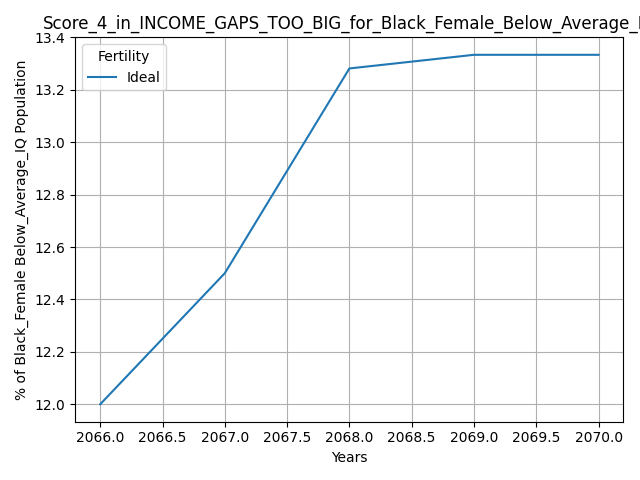 Score_4_in_INCOME_GAPS_TOO_BIG_for_Black_Female_Below_Average_
Fertility
Ideal
% of Black_Female Below_Average_IQ Population
13.4
13.2
13.0
12.8
12.6
12.4
12.2
12.0
2066.0 2066.5 2067.0 2067.5 2068.0 2068.5 2069.0 2069.5 2070.0
Years